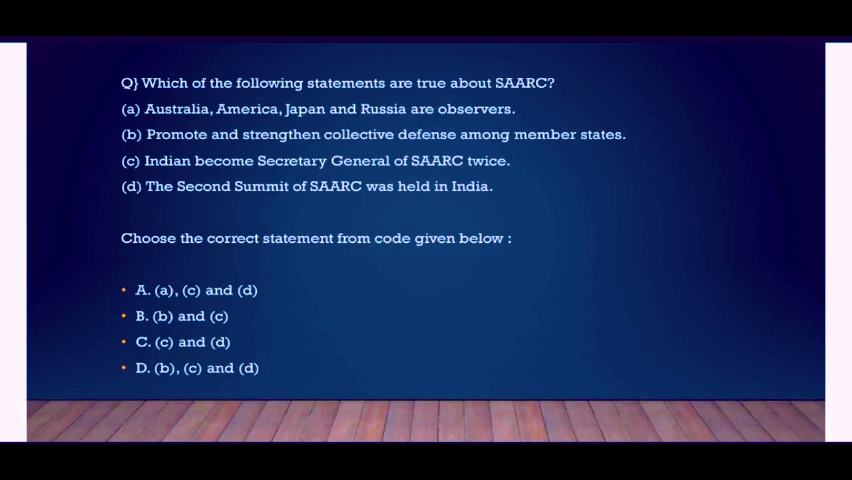 Q} Which of the following statements are true about SAARC?
(a) Australia, America, Japan and Russia are observers.
(b) Promote and strengthen collective defense among member states.
(c) Indian become Secretary General of SAARC twice.
(d) The Second Summit of SAARC was held in India.
Choose the correct statement from code given below :
• A. (a), (c) and (d)
• B. (b) and (c)
• C. (c) and (d)
• D. (b), (c) and (d)